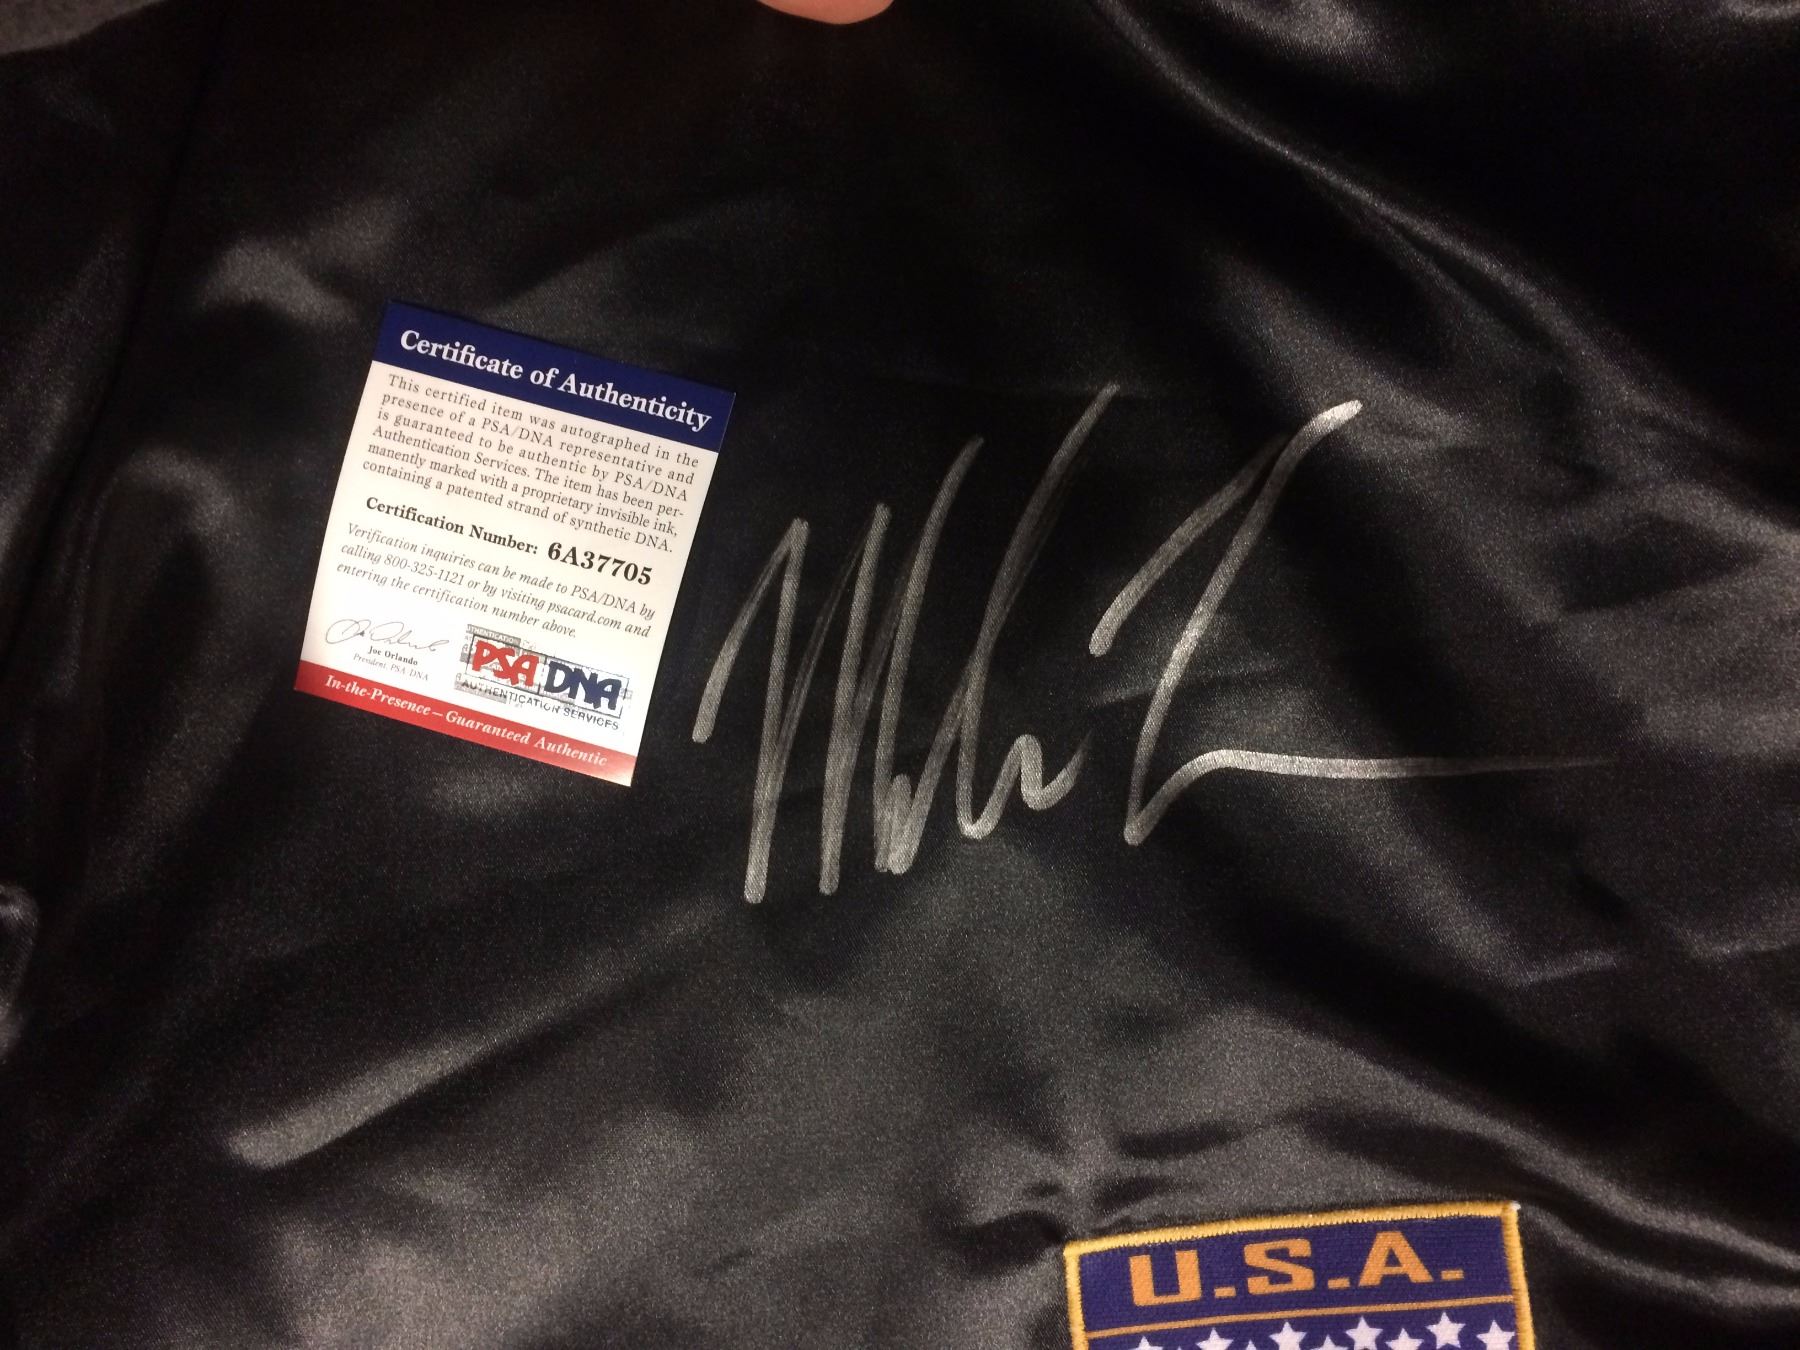 Certificate of Authenticity
This certified item was autographed in the
presence of a PSA/DNA representative and
is guaranteed to be authentic by PSA/DNA
Authentication Services. The item has been per-
manently marked with a proprietary invisible ink,
containing a patented strand of synthetic DNA.
Certification Number: 6A37705
Verification inquiries can be made to PSA/DNA by
calling 800-325-1121 or by visiting psacard.com and
entering the certification number above.
Joe Orlando
President, PSA DNA
PSA DNA
AUTHENTICATION SERVICES
In-the-Presence – Guaranteed Authentic
U.S.A.